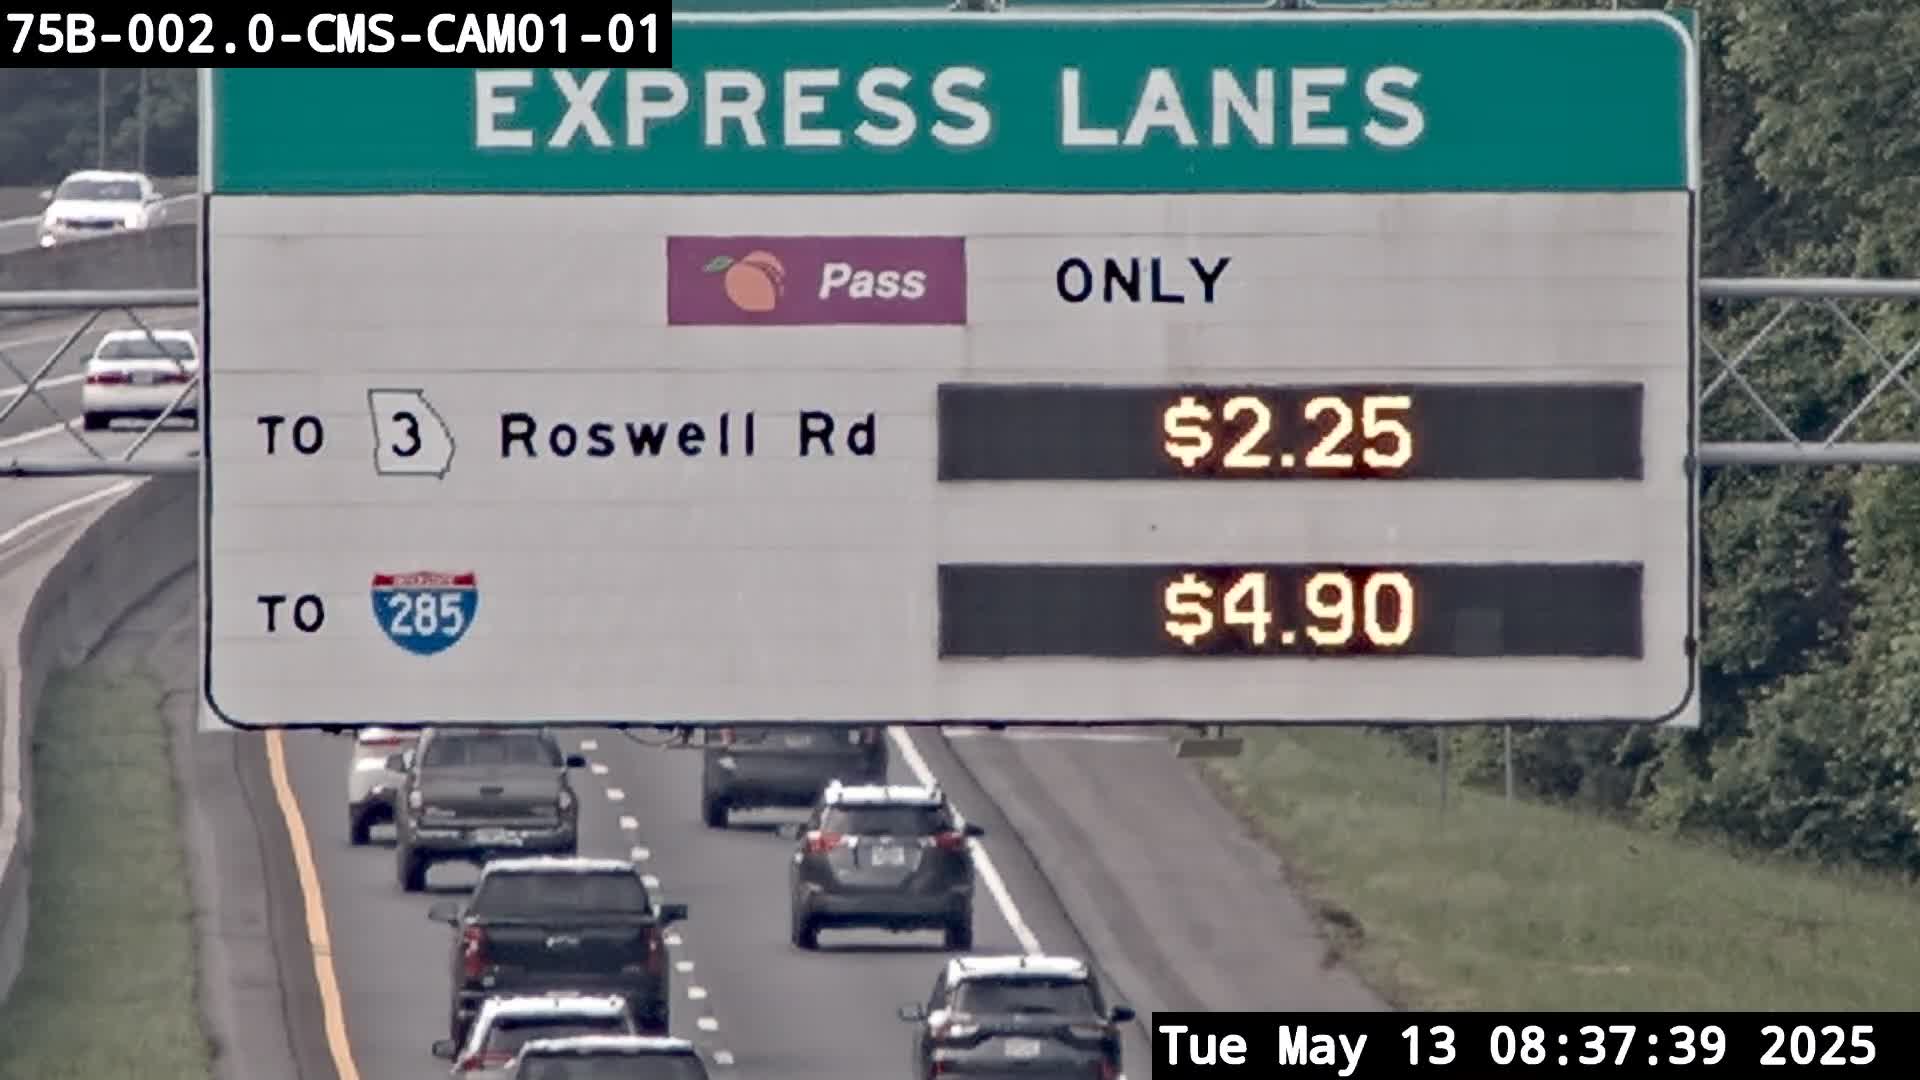 75B-002.0-CMS-CAM01-01
EXPRESS LANES
Pass ONLY
TO 3 Roswell Rd $2.25
TO INTERSTATE 285 $4.90
Tue May 13 08:37:39 2025